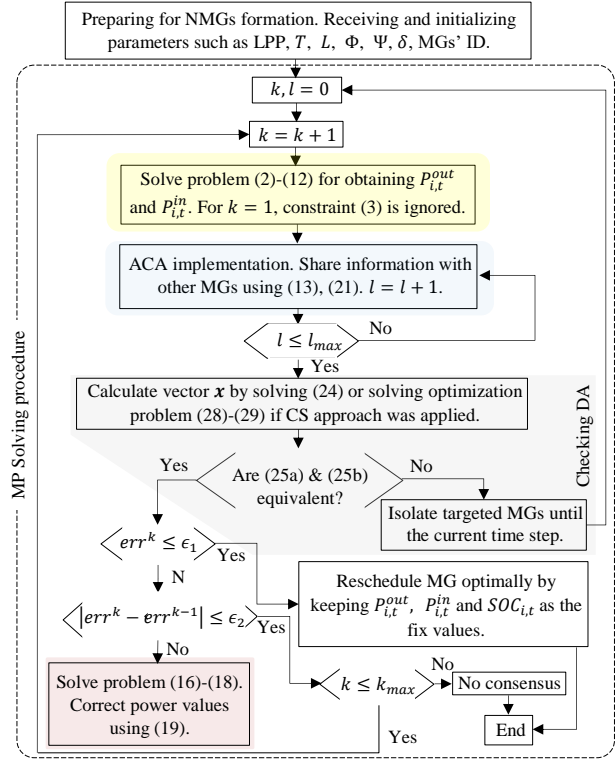 Preparing for NMGs formation. Receiving and initializing
parameters such as LPP, T, L, Φ, Ψ, δ, MGs' ID.
k, l = 0
k = k + 1
Solve problem (2)-(12) for obtaining P_{i,t}^{out}
and P_{i,t}^{in}. For k = 1, constraint (3) is ignored.
ACA implementation. Share information with
other MGs using (13), (21). l = l + 1.
l ≤ l_{max}
No
Yes
Calculate vector x by solving (24) or solving optimization
problem (28)-(29) if CS approach was applied.
Checking DA
MP Solving procedure
Yes
Are (25a) & (25b)
equivalent?
No
Isolate targeted MGs until
the current time step.
err^k ≤ ϵ_1
Yes
N
Reschedule MG optimally by
keeping P_{i,t}^{out}, P_{i,t}^{in} and SOC_{i,t} as the
fix values.
|err^k − err^{k−1}| ≤ ϵ_2
Yes
No
Solve problem (16)-(18).
Correct power values
using (19).
k ≤ k_{max}
No
No consensus
Yes
End